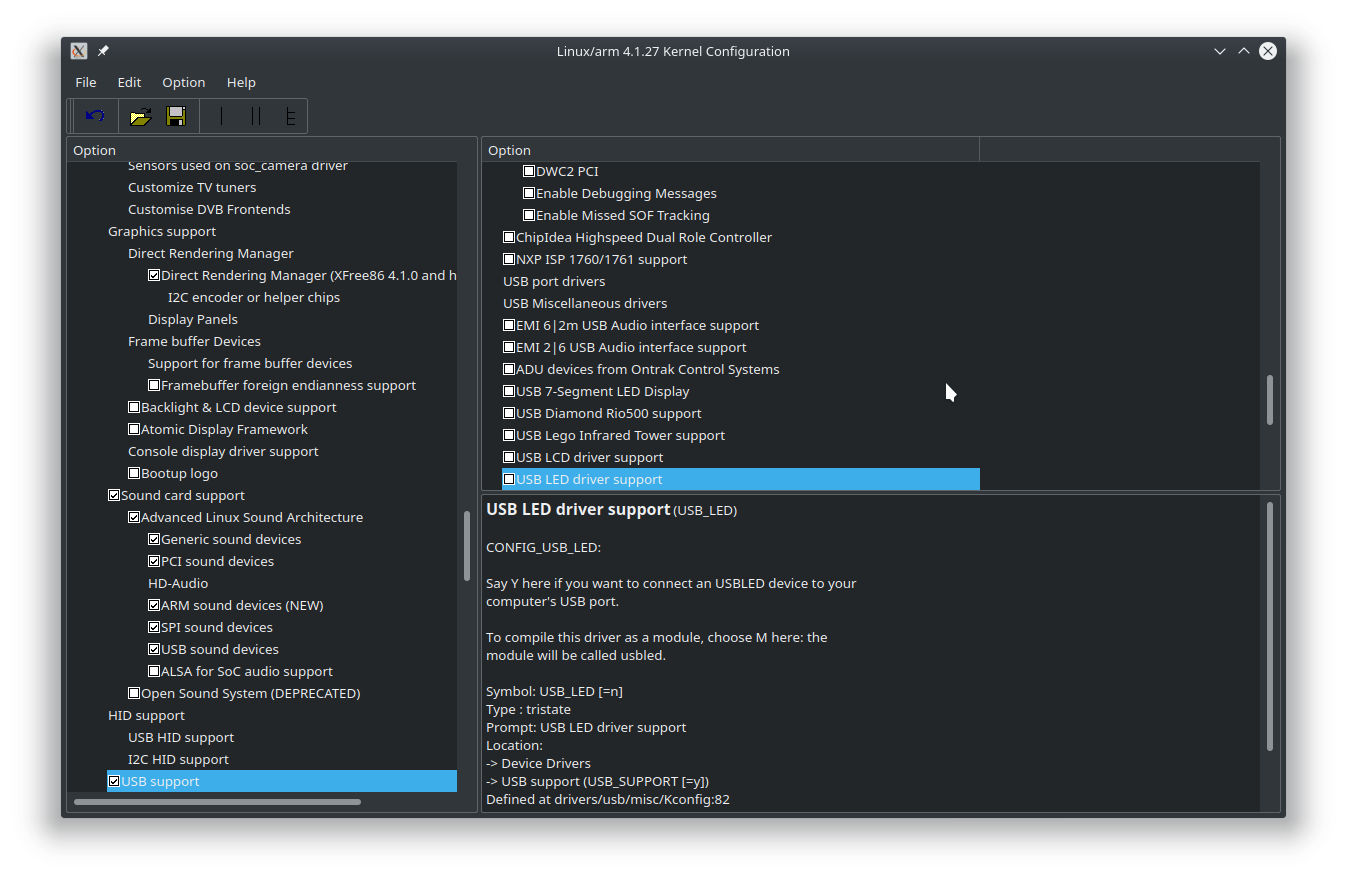 Linux/arm 4.1.27 Kernel Configuration
File Edit Option Help
Option
Sensors used on soc_camera driver
Customize TV tuners
Customise DVB Frontends
Graphics support
Direct Rendering Manager
Direct Rendering Manager (XFree86 4.1.0 and h
I2C encoder or helper chips
Display Panels
Frame buffer Devices
Support for frame buffer devices
Framebuffer foreign endianness support
Backlight & LCD device support
Atomic Display Framework
Console display driver support
Bootup logo
Sound card support
Advanced Linux Sound Architecture
Generic sound devices
PCI sound devices
HD-Audio
ARM sound devices (NEW)
SPI sound devices
USB sound devices
ALSA for SoC audio support
Open Sound System (DEPRECATED)
HID support
USB HID support
I2C HID support
USB support
Option
DWC2 PCI
Enable Debugging Messages
Enable Missed SOF Tracking
ChipIdea Highspeed Dual Role Controller
NXP ISP 1760/1761 support
USB port drivers
USB Miscellaneous drivers
EMI 6|2m USB Audio interface support
EMI 2|6 USB Audio interface support
ADU devices from Ontrak Control Systems
USB 7-Segment LED Display
USB Diamond Rio500 support
USB Lego Infrared Tower support
USB LCD driver support
USB LED driver support
USB LED driver support (USB_LED)
CONFIG_USB_LED:
Say Y here if you want to connect an USBLED device to your
computer's USB port.
To compile this driver as a module, choose M here: the
module will be called usbled.
Symbol: USB_LED [=n]
Type : tristate
Prompt: USB LED driver support
Location:
-> Device Drivers
-> USB support (USB_SUPPORT [=y])
Defined at drivers/usb/misc/Kconfig:82